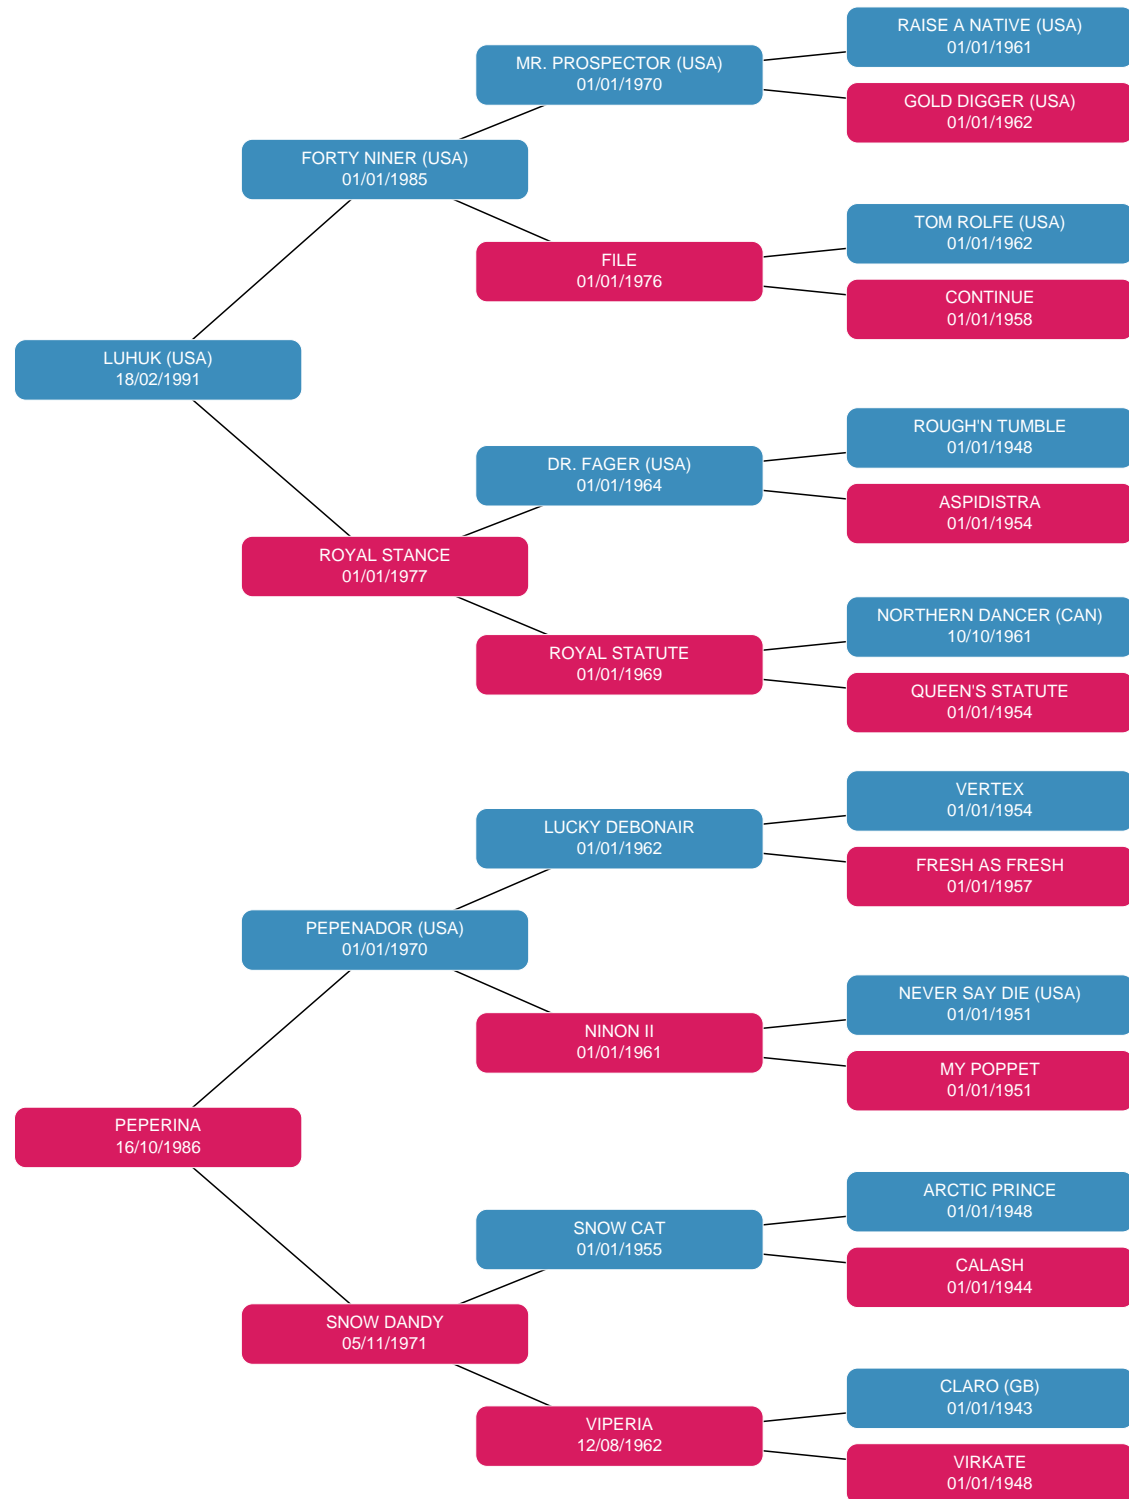 RAISE A NATIVE (USA)
01/01/1961
MR. PROSPECTOR (USA)
01/01/1970
GOLD DIGGER (USA)
01/01/1962
FORTY NINER (USA)
01/01/1985
TOM ROLFE (USA)
01/01/1962
FILE
01/01/1976
CONTINUE
01/01/1958
LUHUK (USA)
18/02/1991
ROUGH'N TUMBLE
01/01/1948
DR. FAGER (USA)
01/01/1964
ASPIDISTRA
01/01/1954
ROYAL STANCE
01/01/1977
NORTHERN DANCER (CAN)
10/10/1961
ROYAL STATUTE
01/01/1969
QUEEN'S STATUTE
01/01/1954
VERTEX
01/01/1954
LUCKY DEBONAIR
01/01/1962
FRESH AS FRESH
01/01/1957
PEPENADOR (USA)
01/01/1970
NEVER SAY DIE (USA)
01/01/1951
NINON II
01/01/1961
MY POPPET
01/01/1951
PEPERINA
16/10/1986
ARCTIC PRINCE
01/01/1948
SNOW CAT
01/01/1955
CALASH
01/01/1944
SNOW DANDY
05/11/1971
CLARO (GB)
01/01/1943
VIPERIA
12/08/1962
VIRKATE
01/01/1948